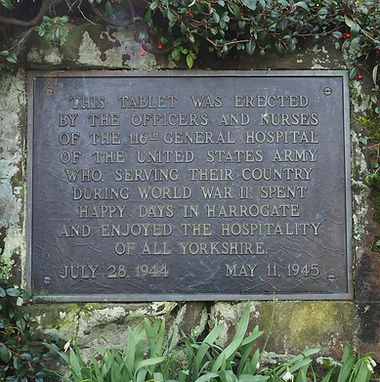 THIS TABLET WAS ERECTED
BY THE OFFICERS AND NURSES
OF THE 116TH GENERAL HOSPITAL
OF THE UNITED STATES ARMY
WHO, SERVING THEIR COUNTRY
DURING WORLD WAR II, SPENT
HAPPY DAYS IN HARROGATE
AND ENJOYED THE HOSPITALITY
OF ALL YORKSHIRE.
JULY 28, 1944 MAY 11, 1945